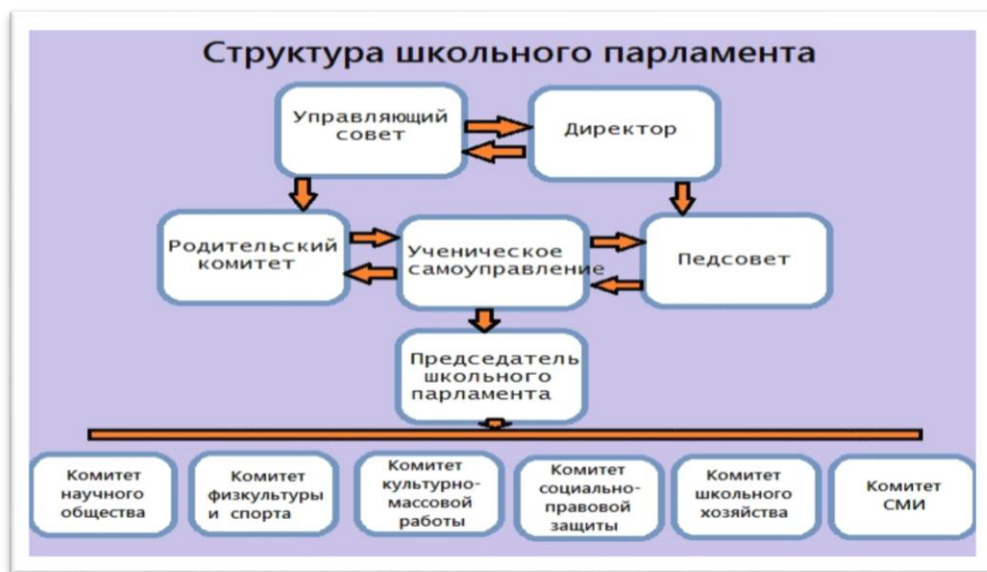 Структура школьного парламента
Управляющий
совет
Директор
Родительский
комитет
Ученическое
самоуправление
Педсовет
Председатель
школьного
парламента
Комитет
научного
общества
Комитет
физкультуры
и спорта
Комитет
культурно-
массовой
работы
Комитет
социально-
правовой
защиты
Комитет
школьного
хозяйства
Комитет
СМИ